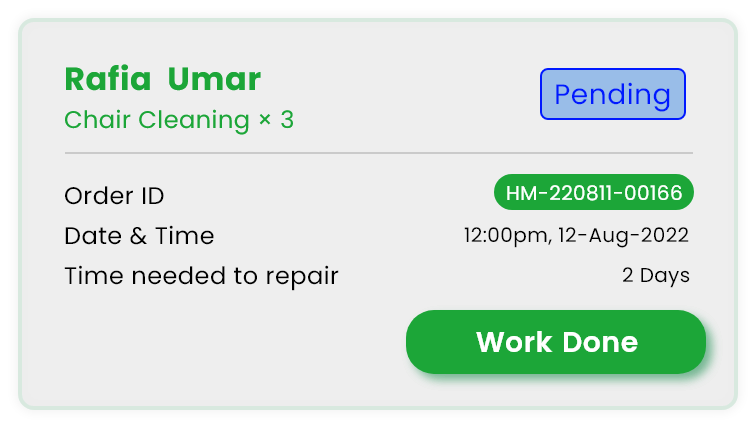 Rafia Umar
Pending
Chair Cleaning × 3
Order ID
HM-220811-00166
Date & Time
12:00pm, 12-Aug-2022
Time needed to repair
2 Days
Work Done